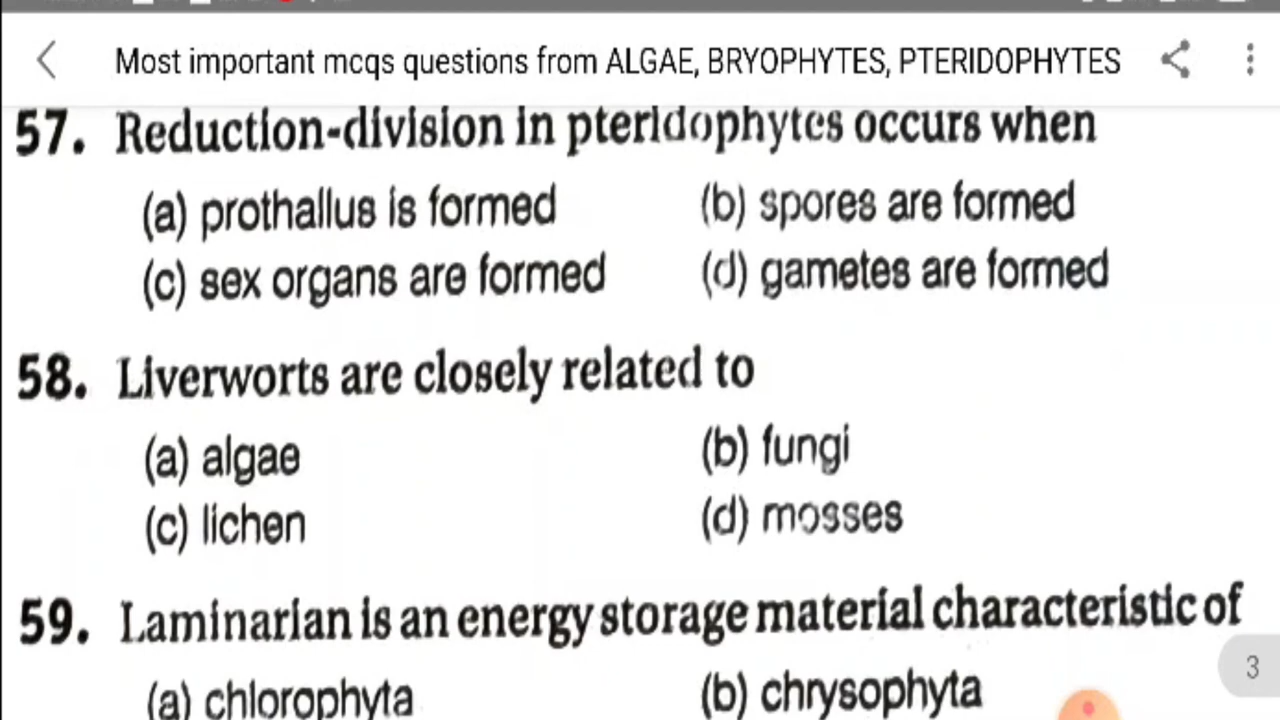 Most important mcqs questions from ALGAE, BRYOPHYTES, PTERIDOPHYTES
57. Reduction-division in pteridophytes occurs when
(a) prothallus is formed (b) spores are formed
(c) sex organs are formed (d) gametes are formed
58. Liverworts are closely related to
(a) algae (b) fungi
(c) lichen (d) mosses
59. Laminarian is an energy storage material characteristic of
3
(a) chlorophyta (b) chrysophyta